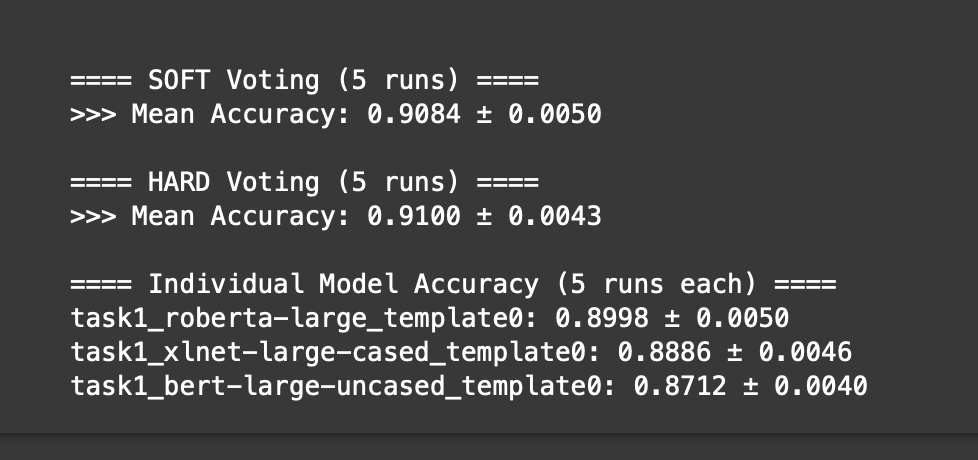 ==== SOFT Voting (5 runs) ====
>>> Mean Accuracy: 0.9084 ± 0.0050
==== HARD Voting (5 runs) ====
>>> Mean Accuracy: 0.9100 ± 0.0043
==== Individual Model Accuracy (5 runs each) ====
task1_roberta-large_template0: 0.8998 ± 0.0050
task1_xlnet-large-cased_template0: 0.8886 ± 0.0046
task1_bert-large-uncased_template0: 0.8712 ± 0.0040